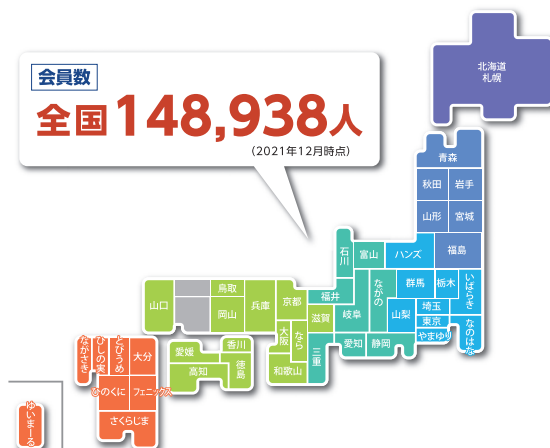 会員数
全国148,938人
(2021年12月時点)
北海道
札幌
青森
秋田
岩手
山形
宮城
福島
石川
富山
ハンズ
群馬
栃木
いばらき
福井
ながの
岐阜
山梨
埼玉
東京
やまゆり
なのはな
山口
鳥取
岡山
兵庫
京都
滋賀
大阪
なら
三重
愛知
静岡
和歌山
愛媛
香川
高知
徳島
ながさき
ひしの実
とびうめ
大分
ひのくに
フェニックス
さくらじま
ゆいまーる